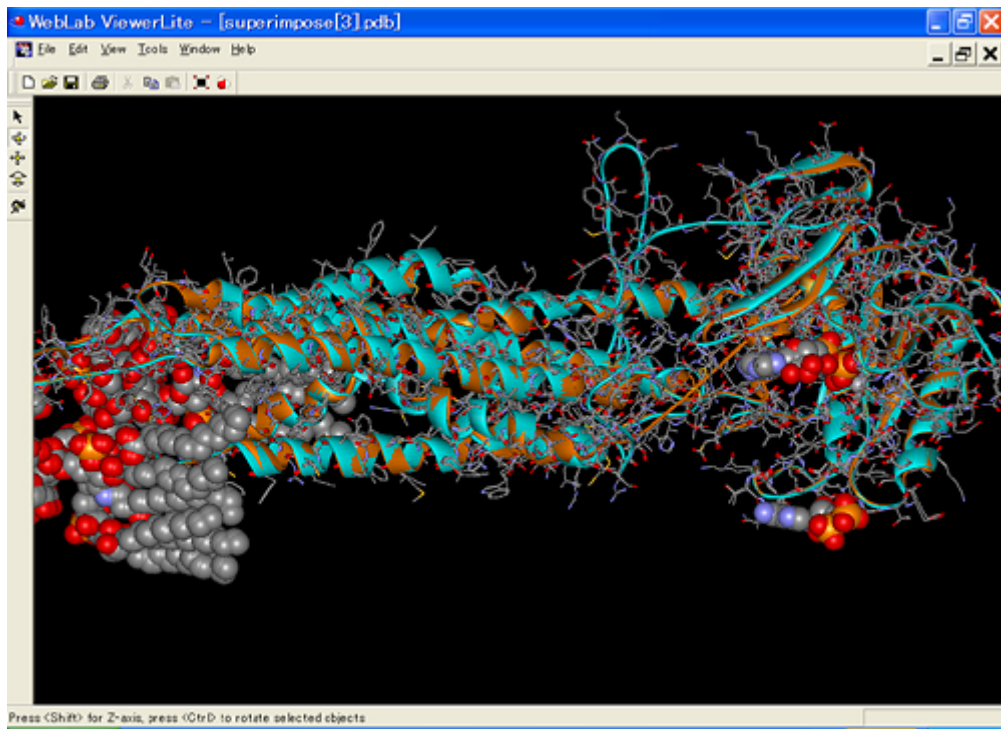 WebLab ViewerLite - [superimpose[3].pdb]
File Edit View Tools Window Help
Press <Shift> for Z-axis, press <Ctrl> to rotate selected objects